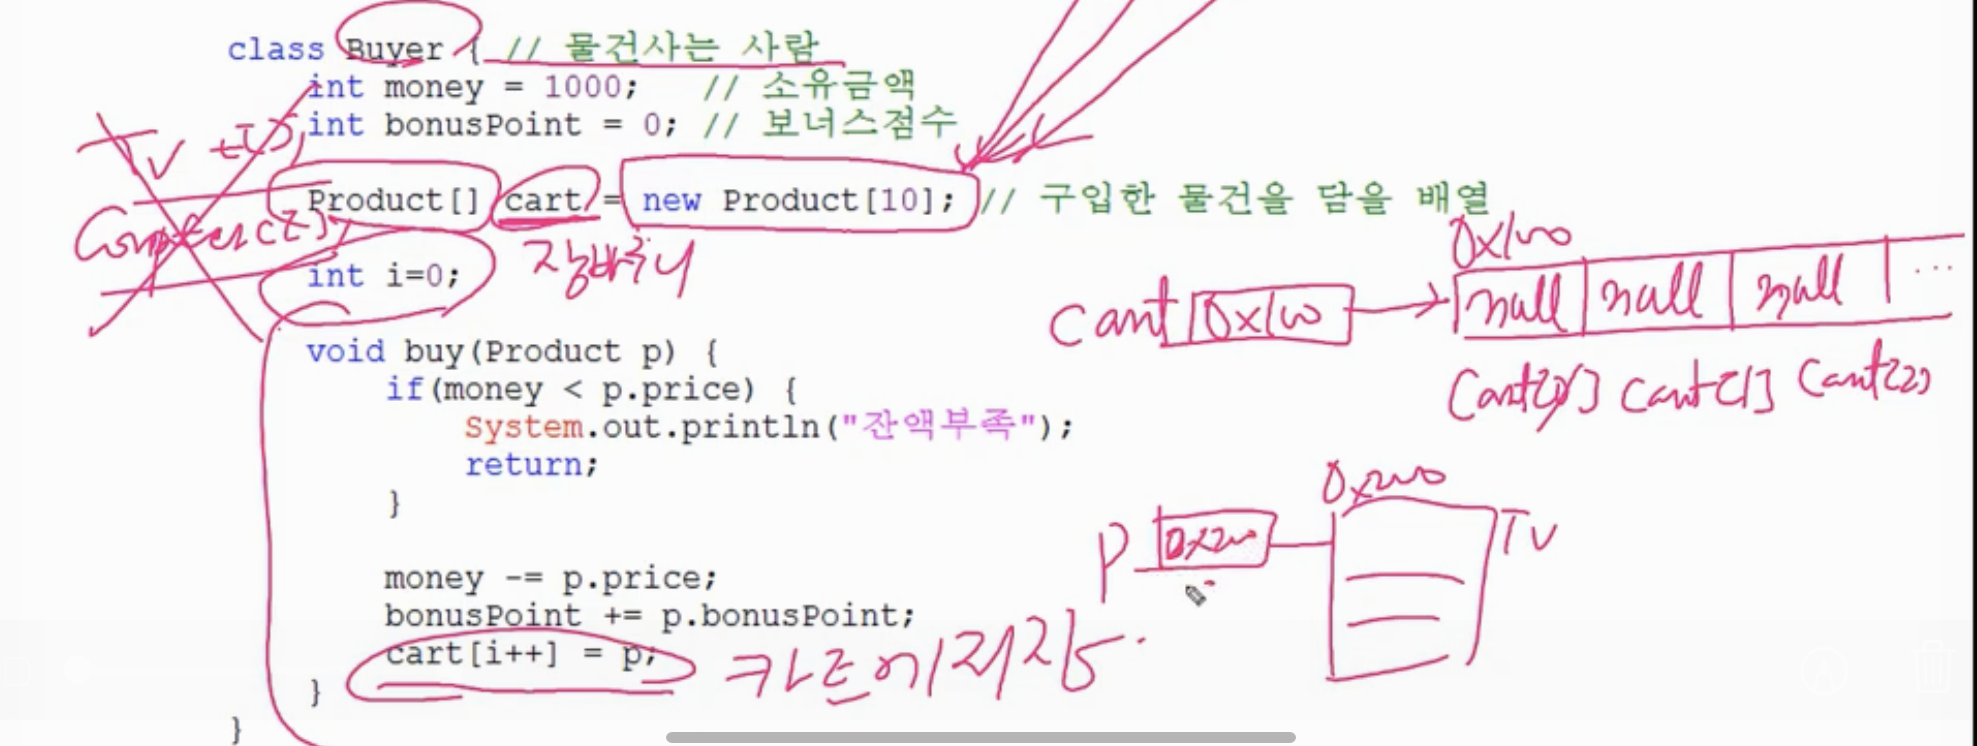 class Buyer { // 물건사는 사람
int money = 1000; // 소유금액
int bonusPoint = 0; // 보너스점수
TV
Product[] cart = new Product[10]; // 구입한 물건을 담을 배열
장바구니
int i=0;
0x100
cart 0x100 null null null ...
cart[0] cart[1] cart[2]
void buy(Product p) {
if(money < p.price) {
System.out.println("잔액부족");
return;
}
0x200
P 0x200 TV
money -= p.price;
bonusPoint += p.bonusPoint;
cart[i++] = p; 카트에 저장
}
}